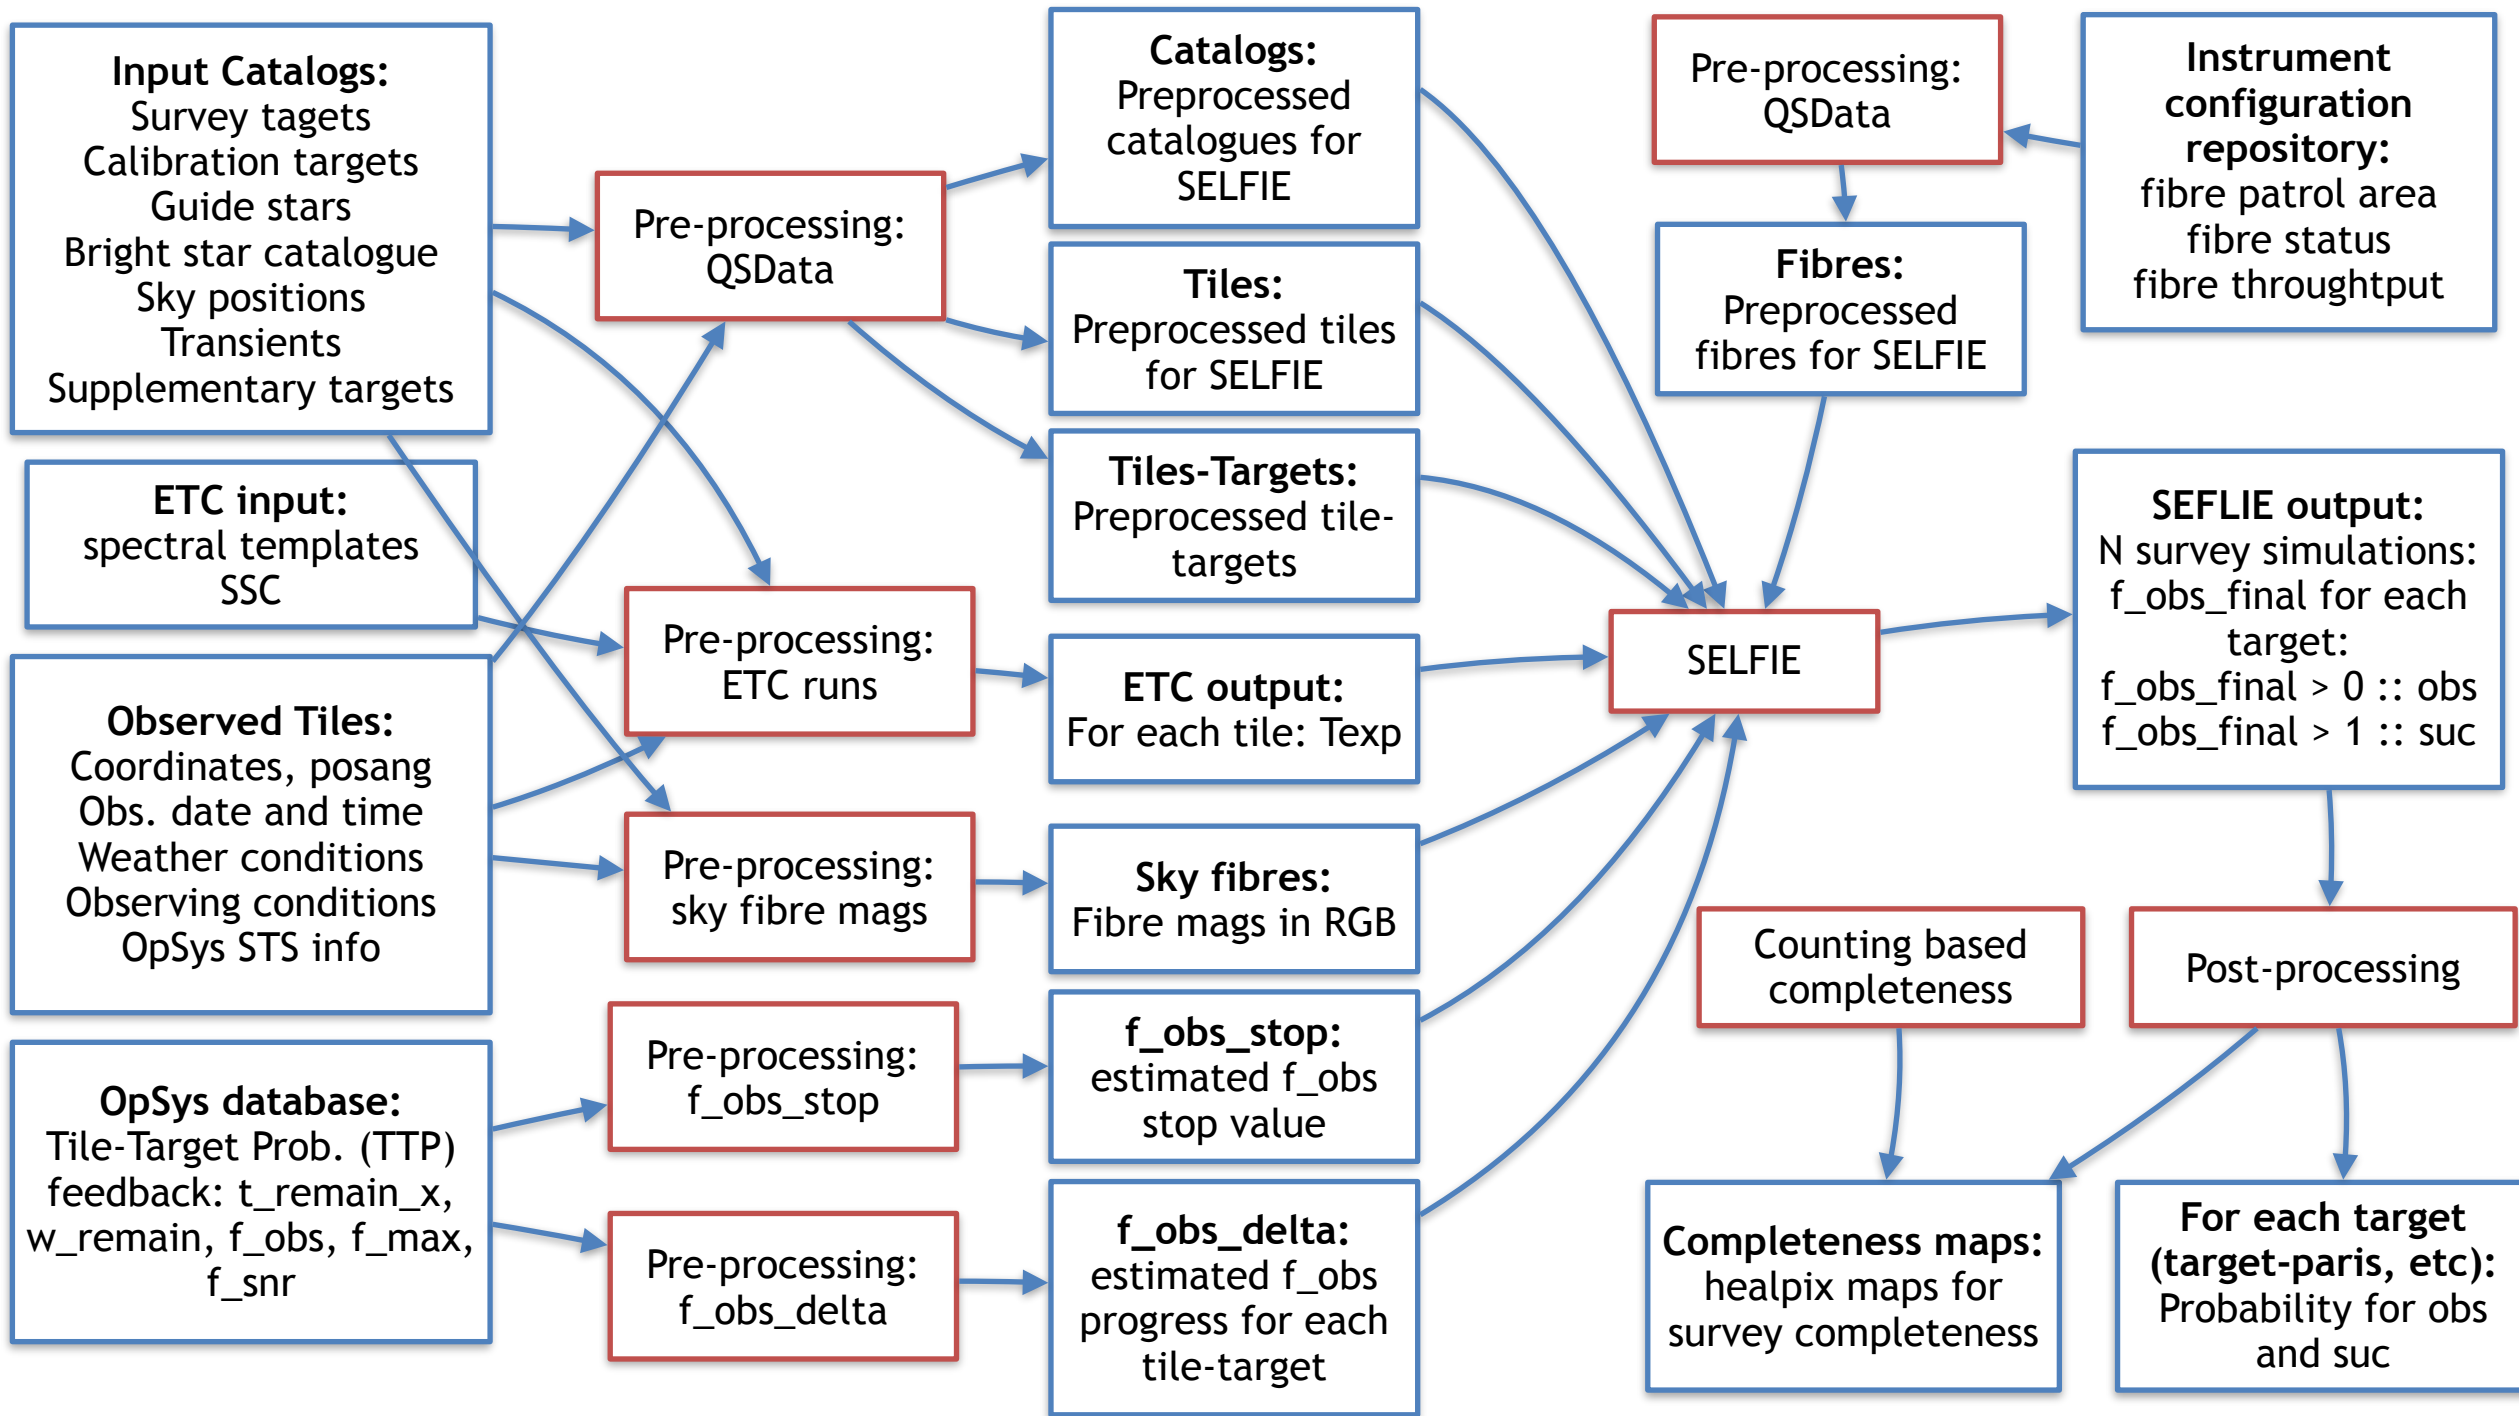 Input Catalogs:
Survey tagets
Calibration targets
Guide stars
Bright star catalogue
Sky positions
Transients
Supplementary targets
ETC input:
spectral templates
SSC
Observed Tiles:
Coordinates, posang
Obs. date and time
Weather conditions
Observing conditions
OpSys STS info
OpSys database:
Tile-Target Prob. (TTP)
feedback: t_remain_x,
w_remain, f_obs, f_max,
f_snr
Pre-processing:
QSData
Pre-processing:
ETC runs
Pre-processing:
sky fibre mags
Pre-processing:
f_obs_stop
Pre-processing:
f_obs_delta
Catalogs:
Preprocessed
catalogues for
SELFIE
Tiles:
Preprocessed tiles
for SELFIE
Tiles-Targets:
Preprocessed tile-
targets
ETC output:
For each tile: Texp
Sky fibres:
Fibre mags in RGB
f_obs_stop:
estimated f_obs
stop value
f_obs_delta:
estimated f_obs
progress for each
tile-target
Pre-processing:
QSData
Instrument
configuration
repository:
fibre patrol area
fibre status
fibre throughtput
Fibres:
Preprocessed
fibres for SELFIE
SELFIE
SEFLIE output:
N survey simulations:
f_obs_final for each
target:
f_obs_final > 0 :: obs
f_obs_final > 1 :: suc
Counting based
completeness
Post-processing
Completeness maps:
healpix maps for
survey completeness
For each target
(target-paris, etc):
Probability for obs
and suc